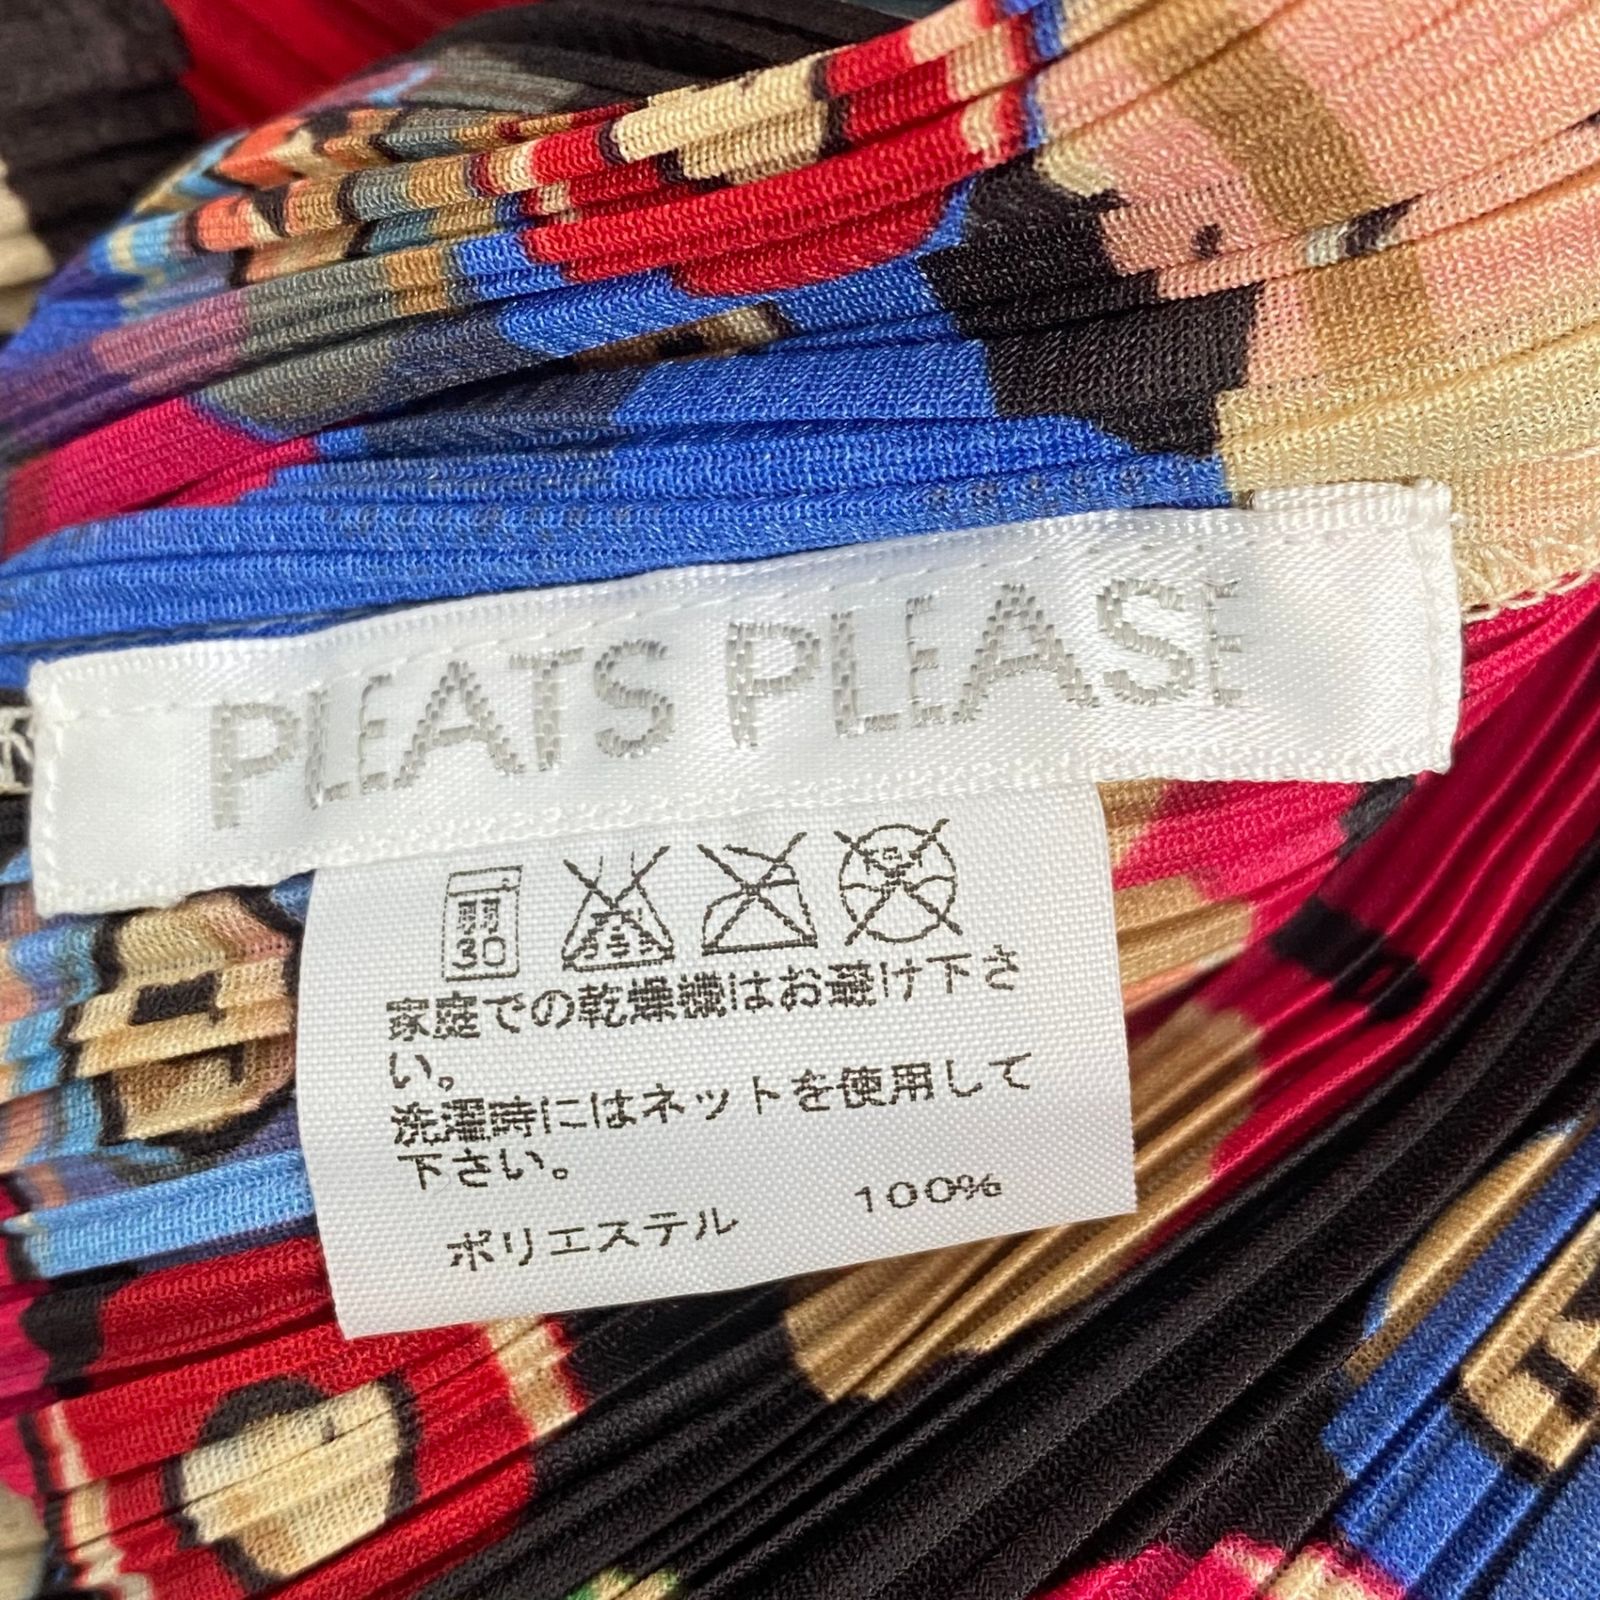 PLEATS PLEASE
30
家庭での乾燥機はお避け下さ
い。
洗濯時にはネットを使用して
下さい。
ポリエステル 100%